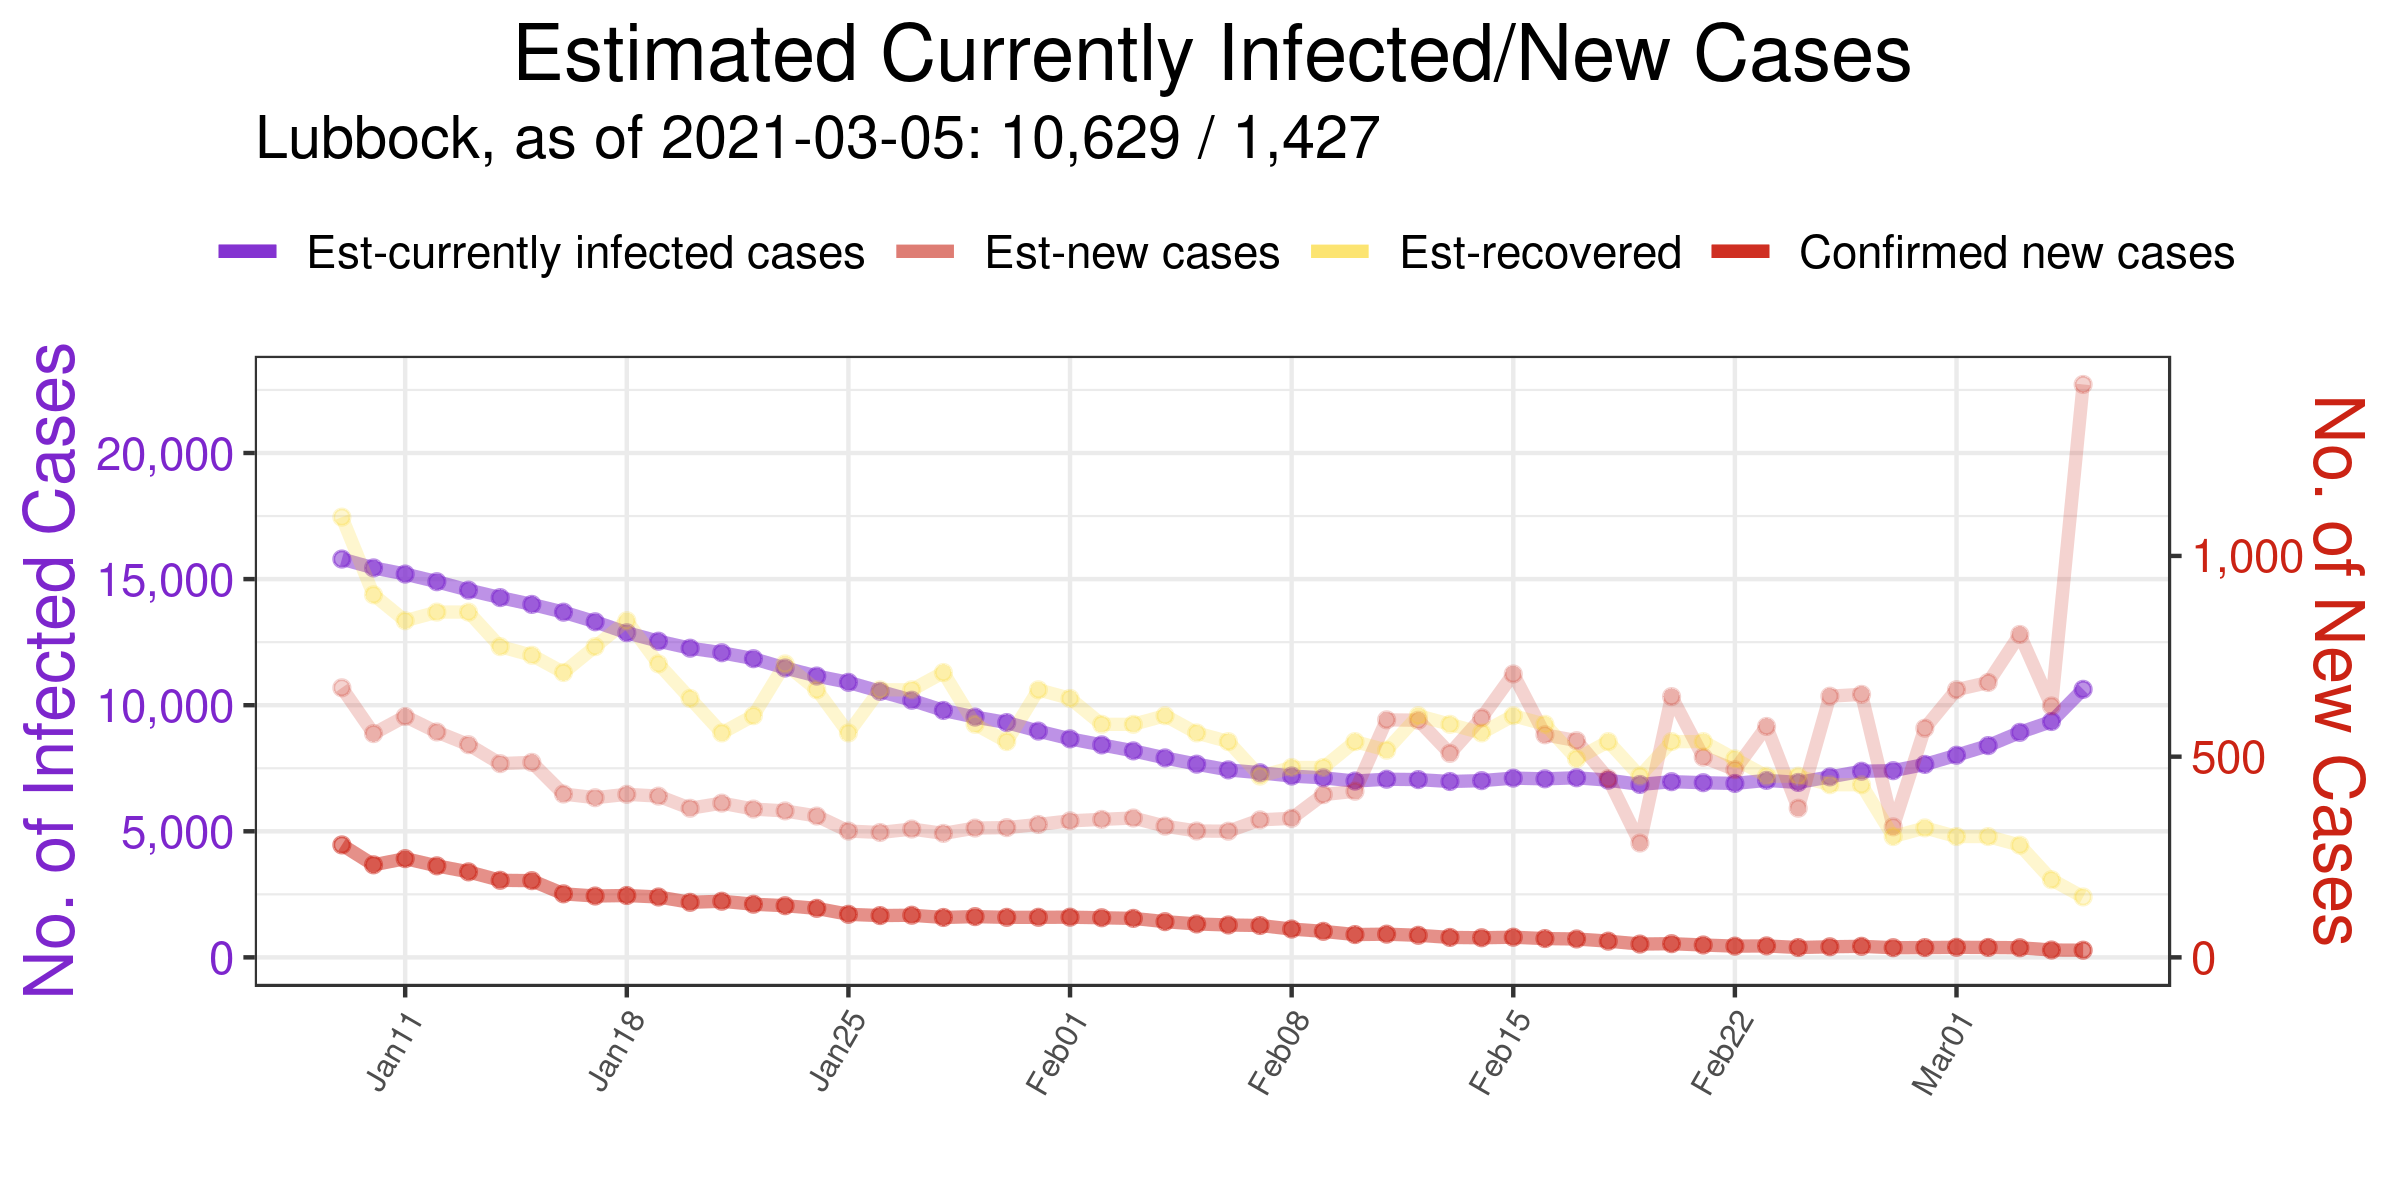 Estimated Currently Infected/New Cases
Lubbock, as of 2021-03-05: 10,629 / 1,427
Est-currently infected cases Est-new cases Est-recovered Confirmed new cases
No. of Infected Cases
20,000
15,000
10,000
5,000
0
1,000
500
0
No. of New Cases
Jan11 Jan18 Jan25 Feb01 Feb08 Feb15 Feb22 Mar01